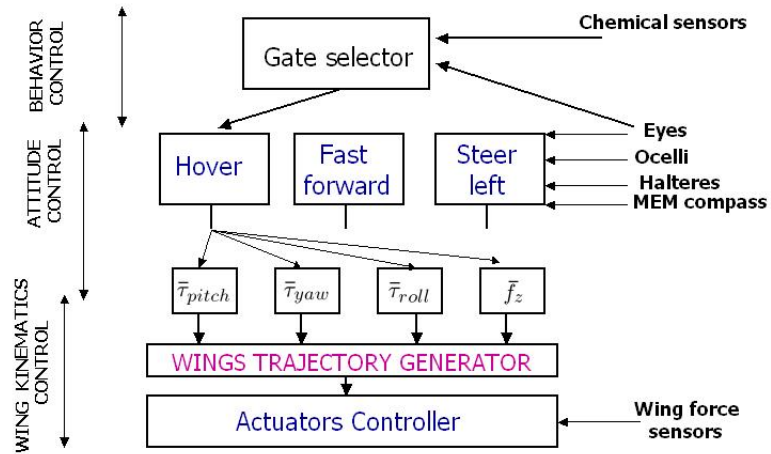 Chemical sensors
BEHAVIOR
CONTROL
Gate selector
Eyes
ATTITUDE
CONTROL
Hover
Fast
forward
Steer
left
Ocelli
Halteres
MEM compass
τ̄pitch
τ̄yaw
τ̄roll
f̄z
WING KINEMATICS
CONTROL
WINGS TRAJECTORY GENERATOR
Actuators Controller
Wing force
sensors